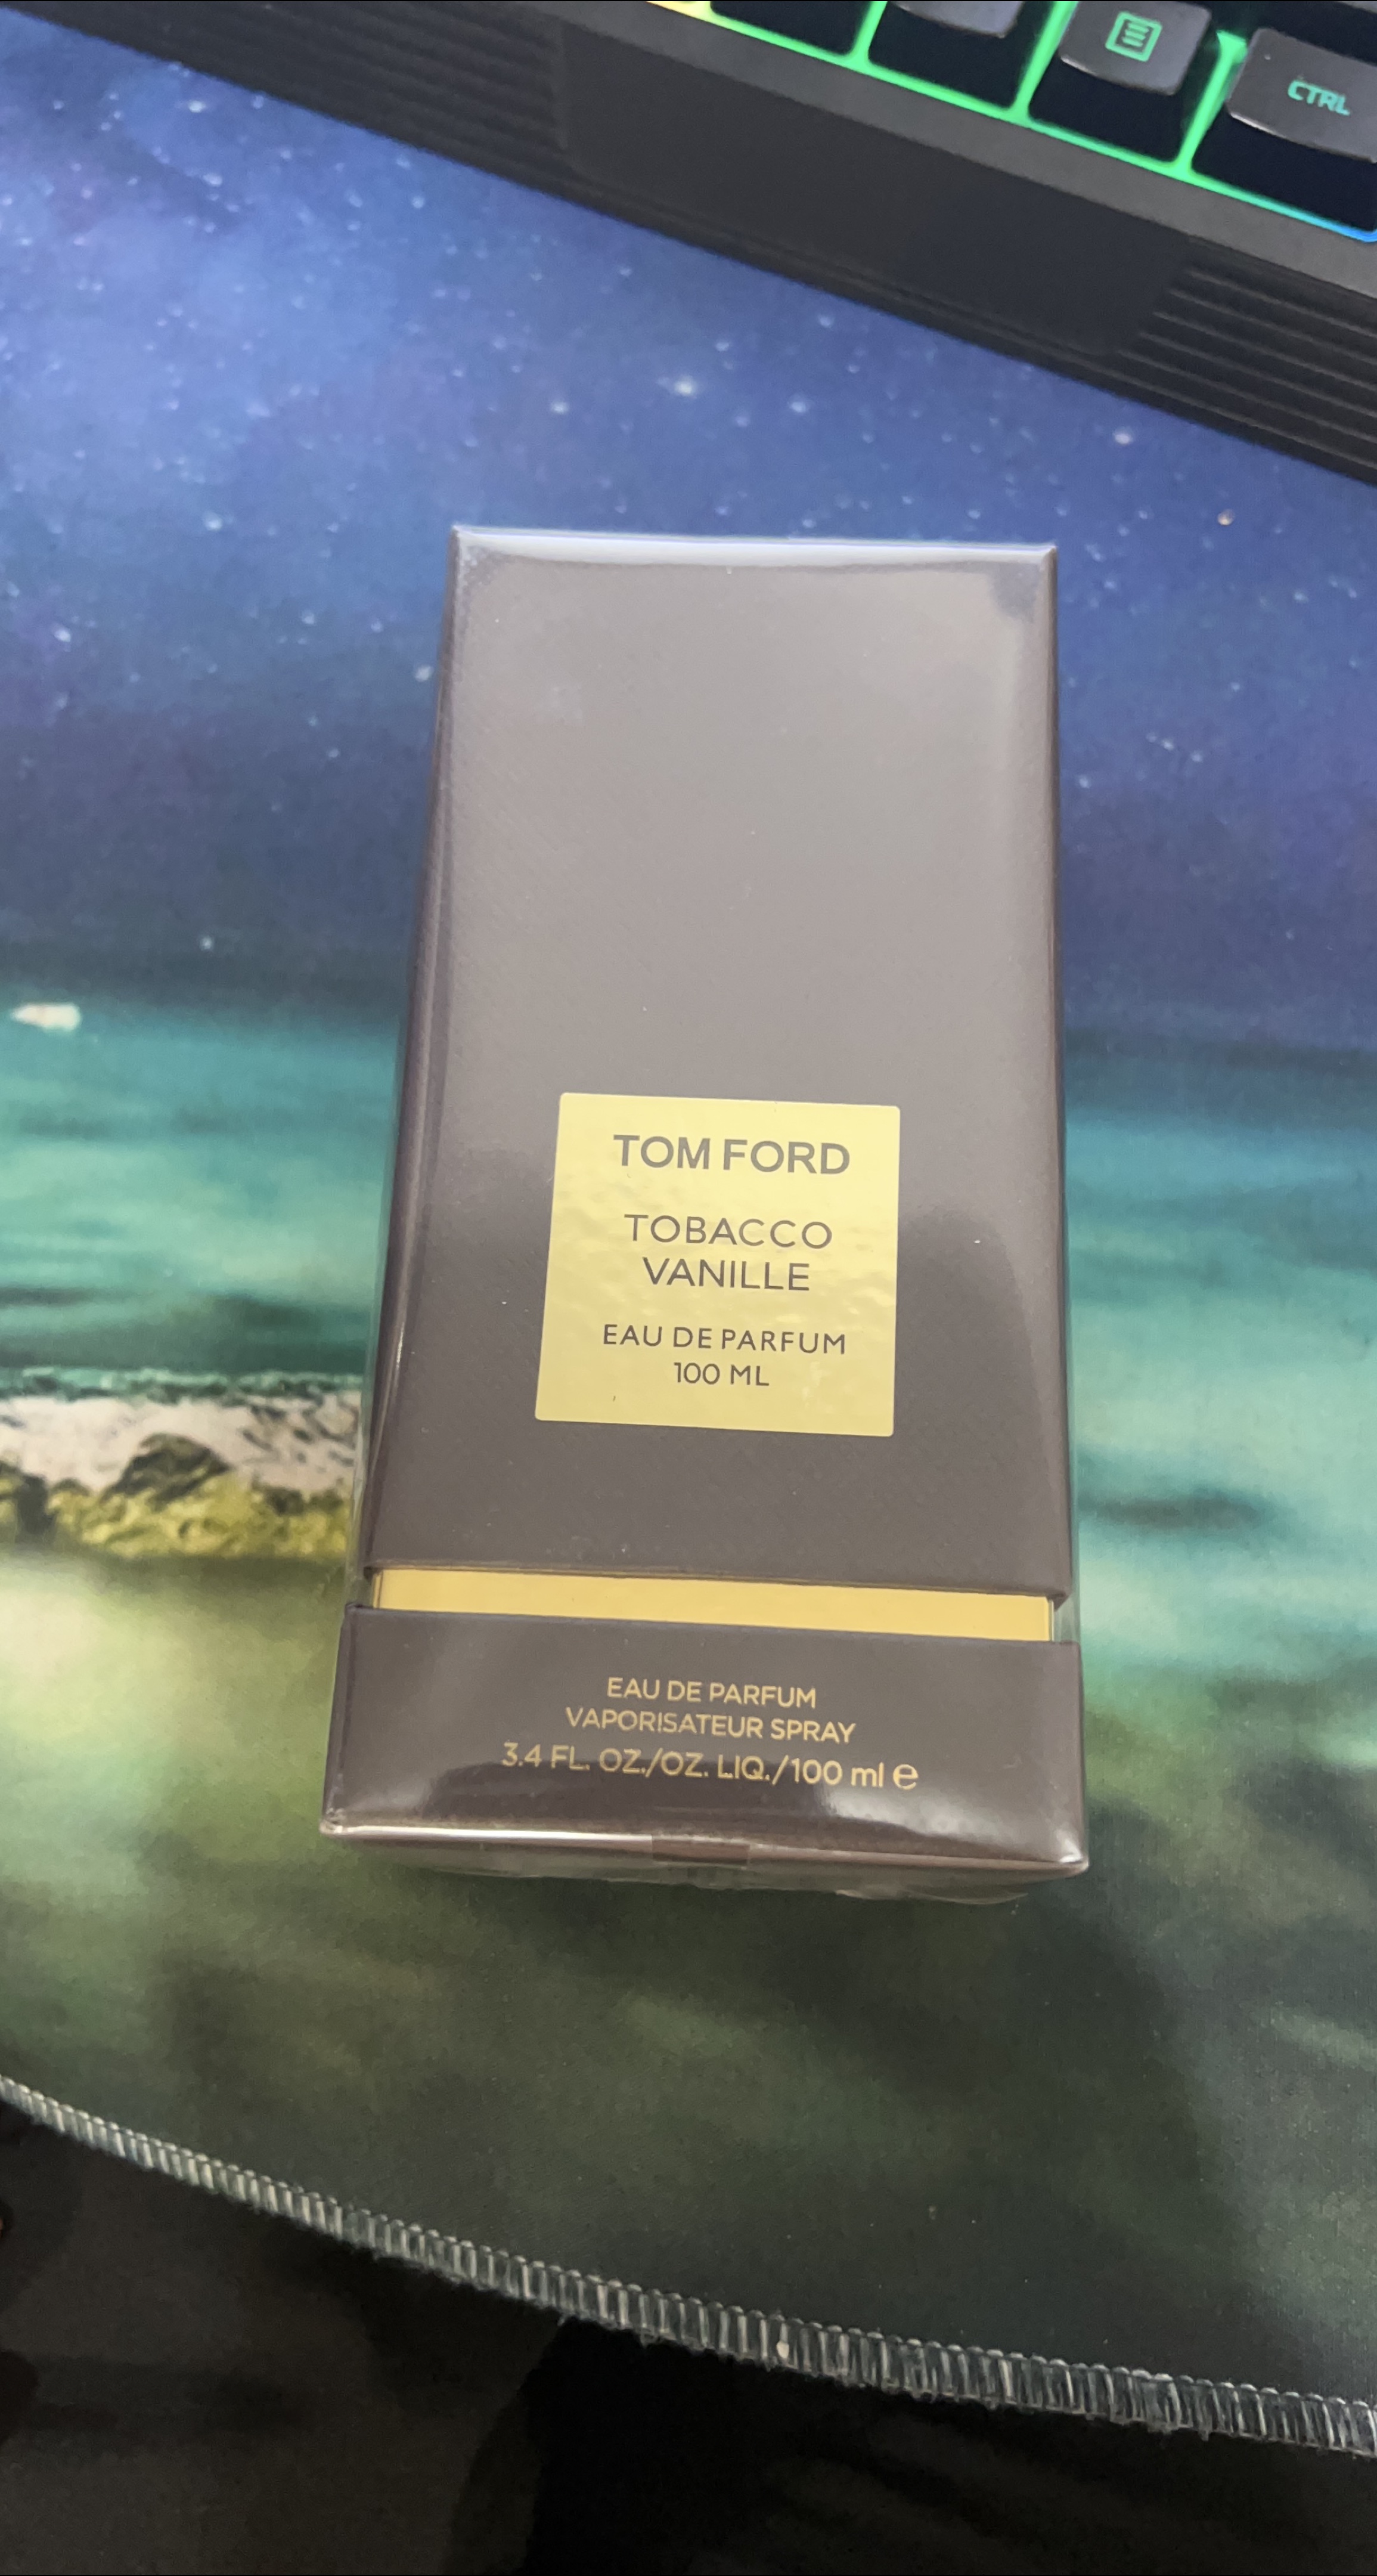 CTRL
TOM FORD
TOBACCO
VANILLE
EAU DE PARFUM
100 ML
EAU DE PARFUM
VAPORISATEUR SPRAY
3.4 FL. OZ./OZ. LIQ./100 ml e